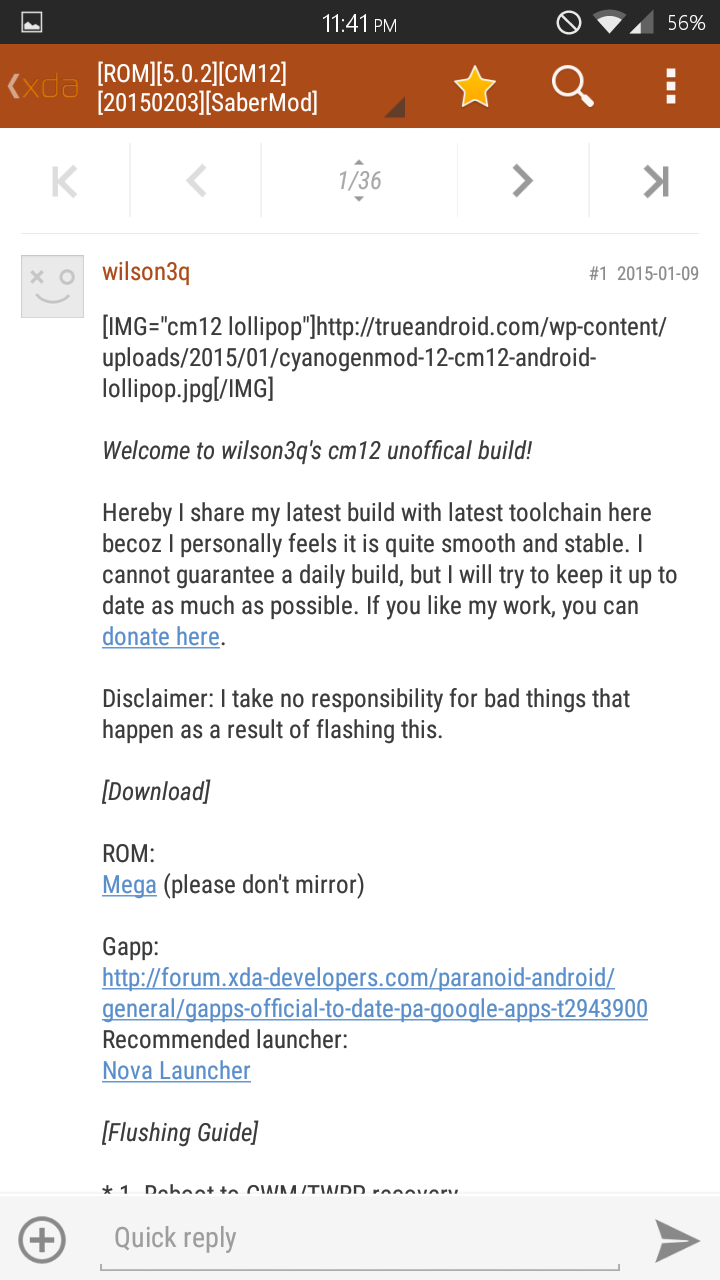 11:41 PM
56%
xda
[ROM][5.0.2][CM12]
[20150203][SaberMod]
1/36
wilson3q
#1 2015-01-09
[IMG="cm12 lollipop"]http://trueandroid.com/wp-content/
uploads/2015/01/cyanogenmod-12-cm12-android-
lollipop.jpg[/IMG]
Welcome to wilson3q's cm12 unoffical build!
Hereby I share my latest build with latest toolchain here
becoz I personally feels it is quite smooth and stable. I
cannot guarantee a daily build, but I will try to keep it up to
date as much as possible. If you like my work, you can
donate here.
Disclaimer: I take no responsibility for bad things that
happen as a result of flashing this.
[Download]
ROM:
Mega (please don't mirror)
Gapp:
http://forum.xda-developers.com/paranoid-android/
general/gapps-official-to-date-pa-google-apps-t2943900
Recommended launcher:
Nova Launcher
[Flushing Guide]
* 1. Reboot to CWM/TWRP recovery
Quick reply